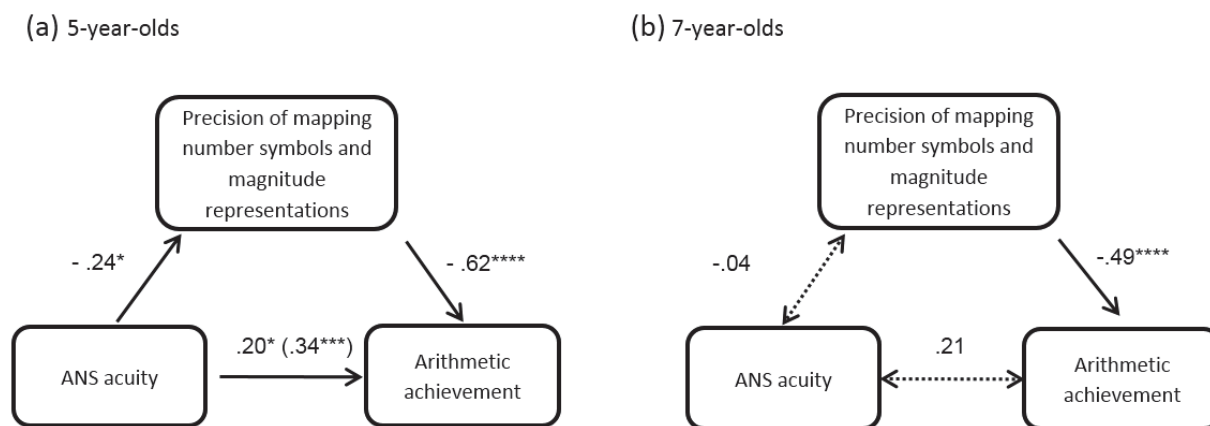 (a) 5-year-olds
Precision of mapping
number symbols and
magnitude
representations
- .24*
- .62****
ANS acuity
.20* (.34***)
Arithmetic
achievement
(b) 7-year-olds
Precision of mapping
number symbols and
magnitude
representations
-.04
-.49****
ANS acuity
.21
Arithmetic
achievement